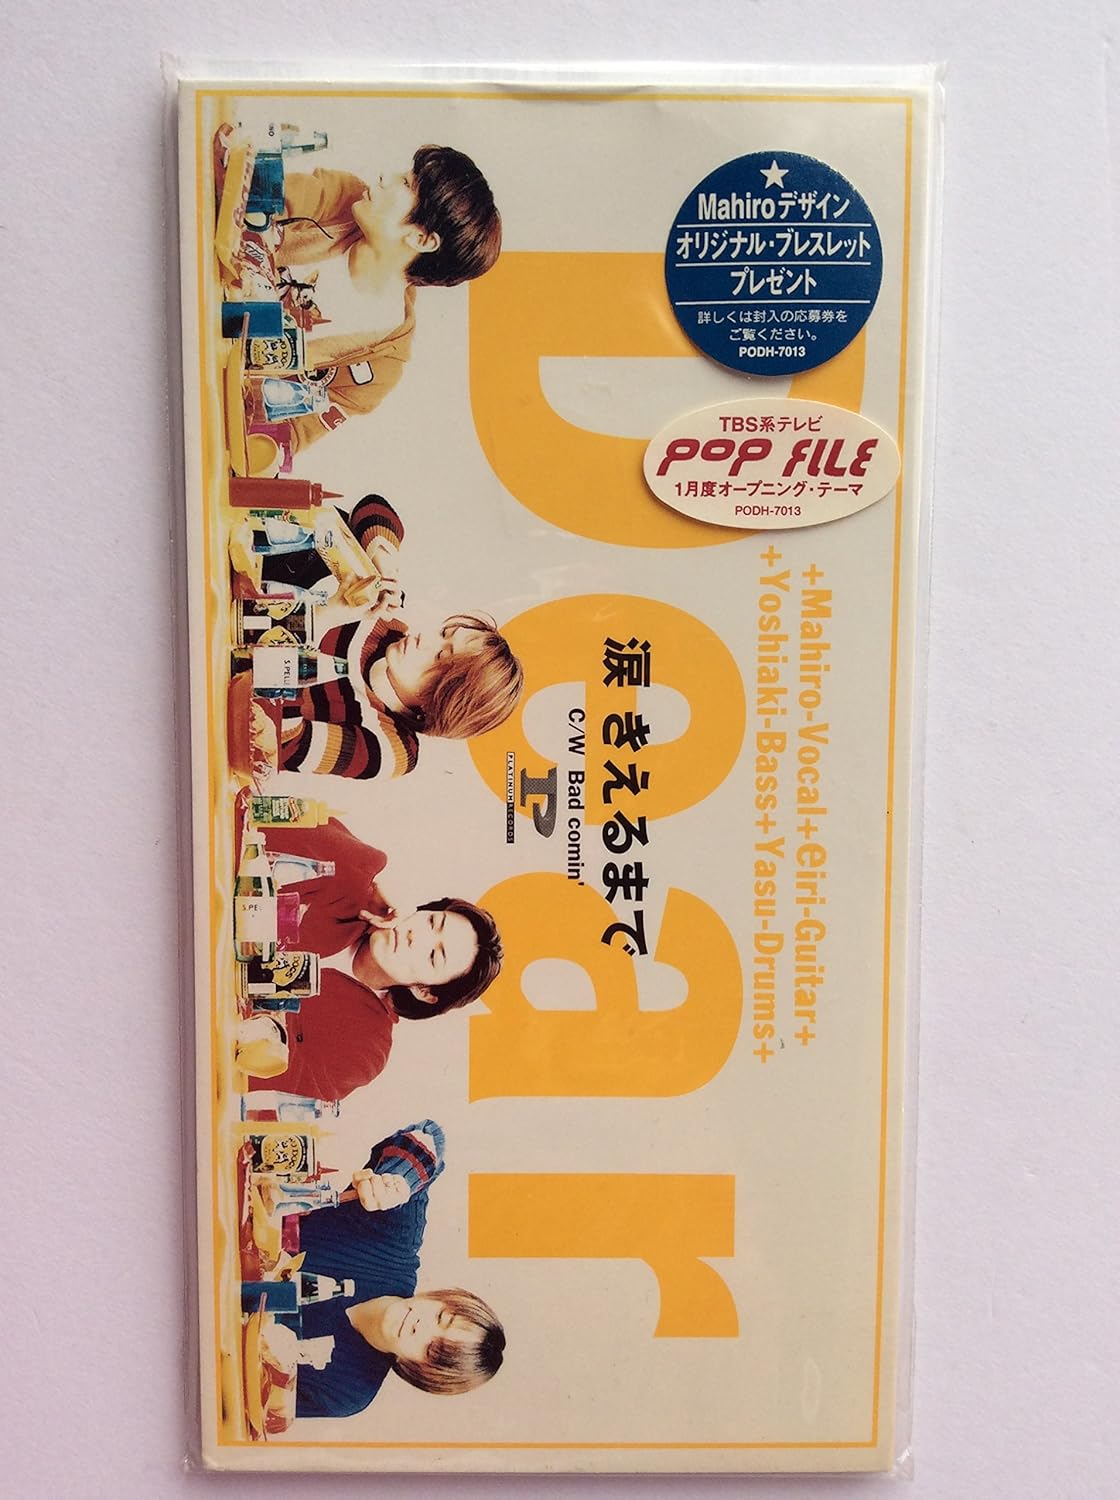 ★
Mahiroデザイン
オリジナル・ブレスレット
プレゼント
詳しくは封入の応募券を
ご覧ください。
PODH-7013
TBS系テレビ
POP FILE
1月度オープニング・テーマ
PODH-7013
Dear
+Mahiro-Vocal+eiri-Guitar+
+Yoshiaki-Bass+Yasu-Drums+
涙 きえるまで
C/W Bad comin'
P
PLATINUM RECORDS
S.PELL
S.PE